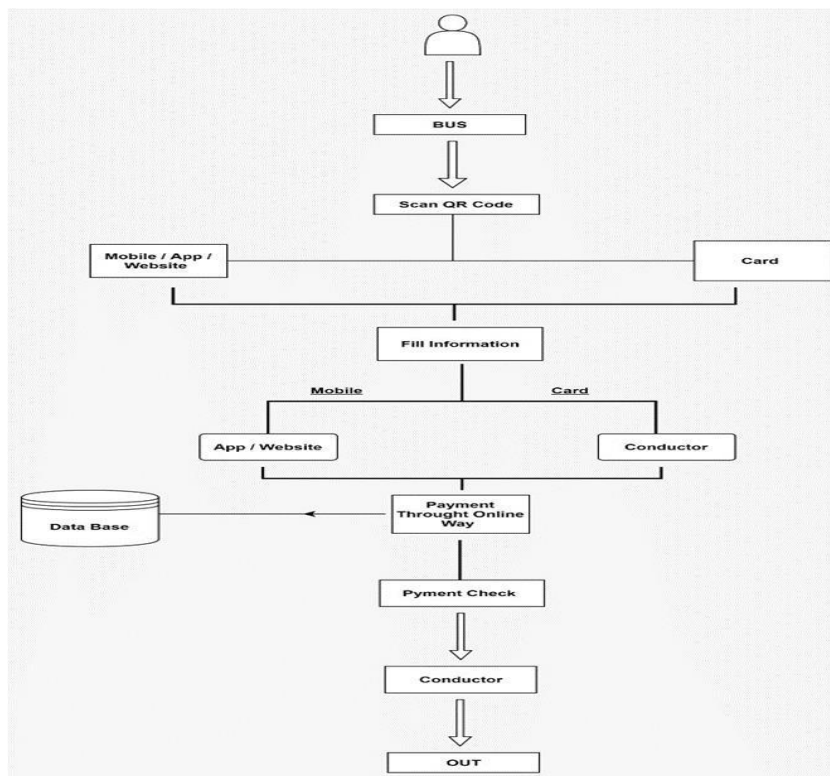 BUS
Scan QR Code
Mobile / App /
Website
Card
Fill Information
Mobile
Card
App / Website
Conductor
Payment
Throught Online
Way
Data Base
Pyment Check
Conductor
OUT